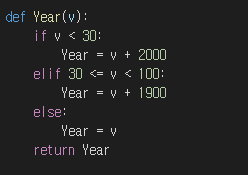 def Year(v):
    if v < 30:
        Year = v + 2000
    elif 30 <= v < 100:
        Year = v + 1900
    else:
        Year = v
    return Year